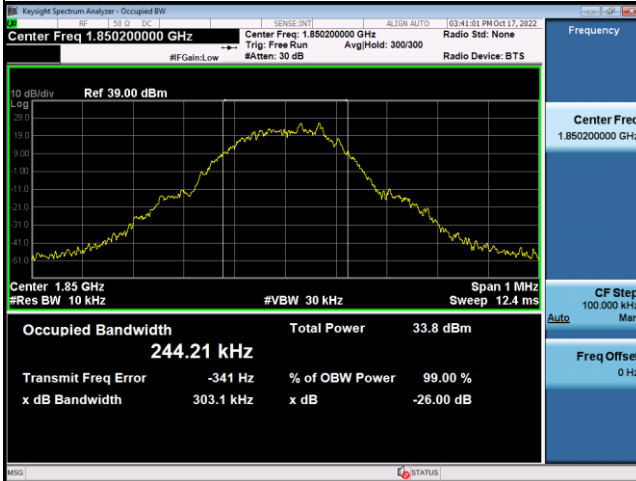 Keysight Spectrum Analyzer - Occupied BW
RF 50 Ω DC SENSE:INT ALIGN AUTO 03:41:01 PM Oct 17, 2022
Center Freq 1.850200000 GHz
Center Freq: 1.850200000 GHz Radio Std: None
Trig: Free Run Avg|Hold: 300/300
#IFGain:Low #Atten: 30 dB Radio Device: BTS
Frequency
10 dB/div Ref 39.00 dBm
Log
29.0
19.0
9.00
-1.00
-11.0
-21.0
-31.0
-41.0
-51.0
Center 1.85 GHz Span 1 MHz
#Res BW 10 kHz #VBW 30 kHz Sweep 12.4 ms
Center Freq
1.850200000 GHz
CF Step
100.000 kHz
Auto Man
Freq Offset
0 Hz
Occupied Bandwidth Total Power 33.8 dBm
244.21 kHz
Transmit Freq Error -341 Hz % of OBW Power 99.00 %
x dB Bandwidth 303.1 kHz x dB -26.00 dB
MSG STATUS